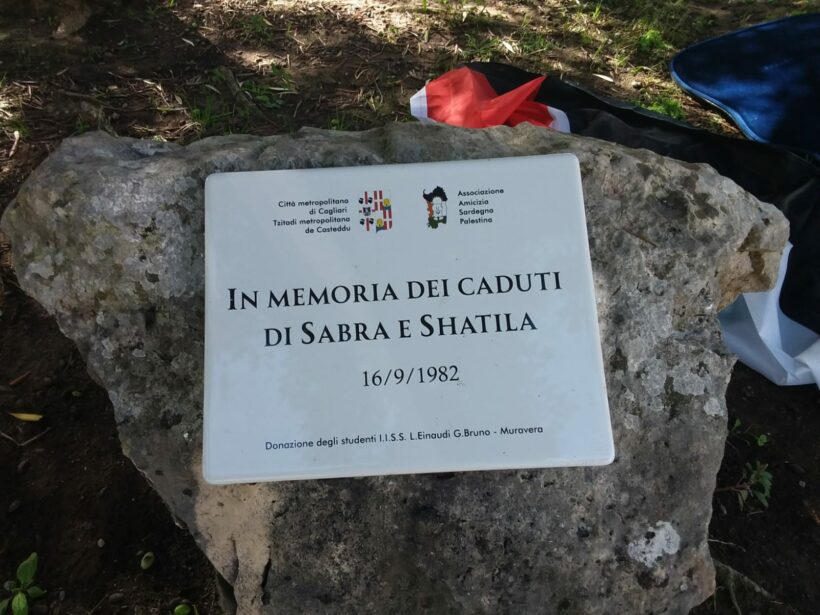 Città metropolitana
di Cagliari
Tzitadi metropolitana
de Casteddu
Associazione
Amicizia
Sardegna
Palestina
In memoria dei caduti
di Sabra e Shatila
16/9/1982
Donazione degli studenti I.I.S.S. L.Einaudi G.Bruno - Muravera